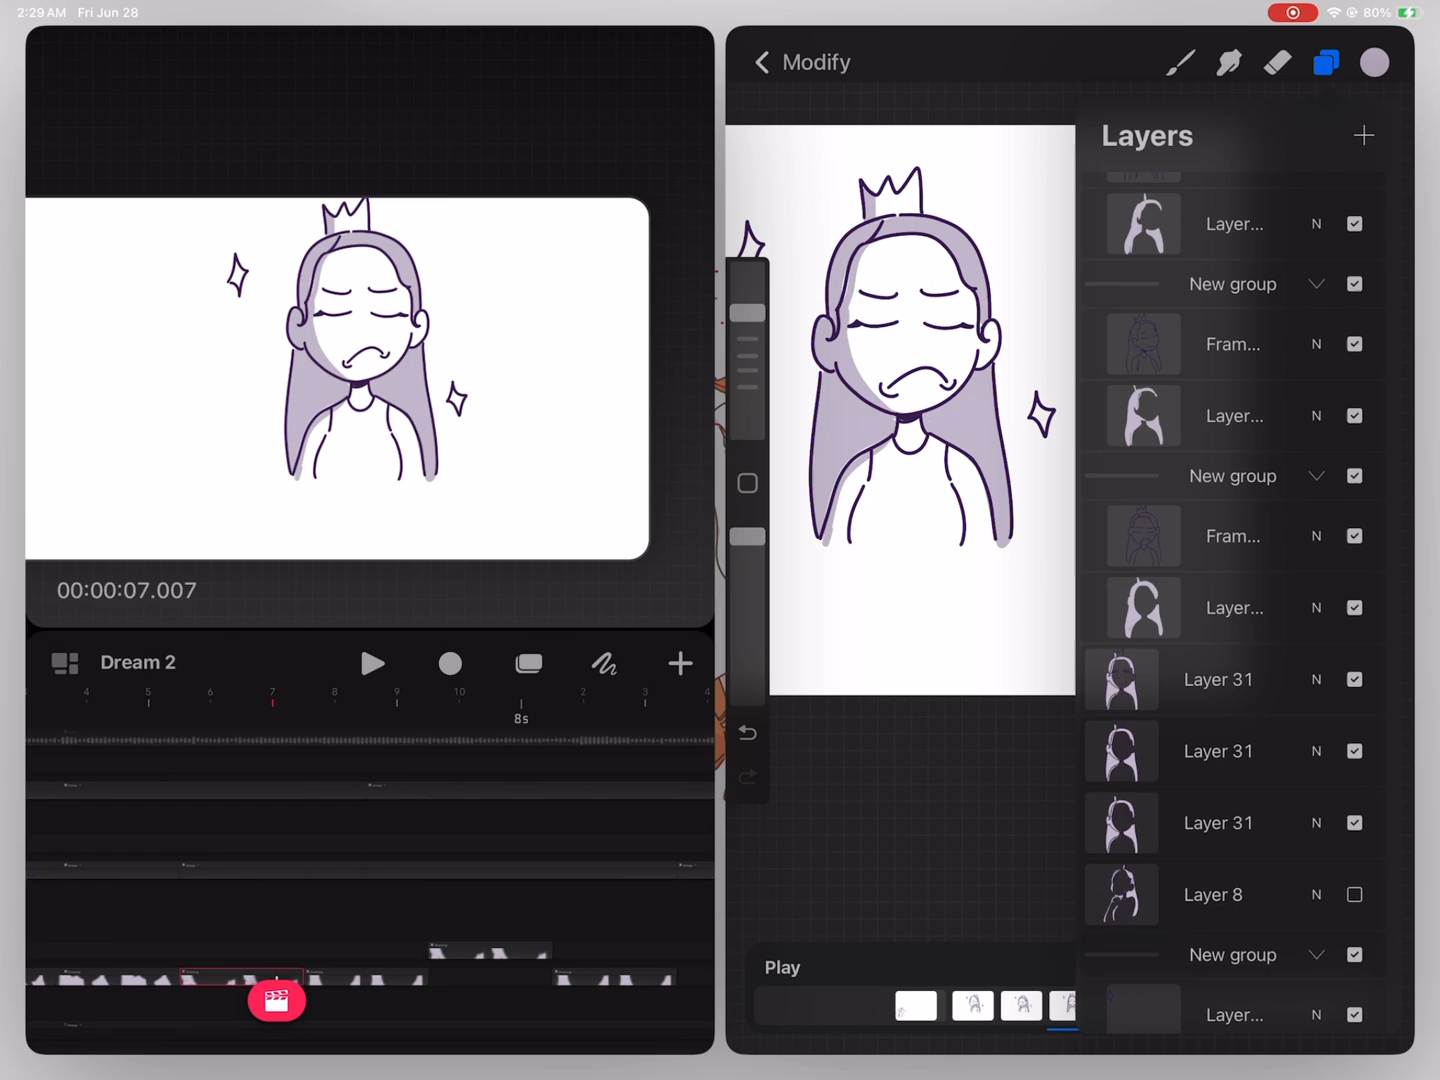 2:29 AM Fri Jun 28
80%
Modify
Layers
Layer... N
New group
Fram... N
Layer... N
New group
Fram... N
Layer... N
Layer 31 N
Layer 31 N
Layer 31 N
Layer 8 N
New group
Layer... N
Play
00:00:07.007
Dream 2
4 5 6 7 8 9 10 2 3 4
8s